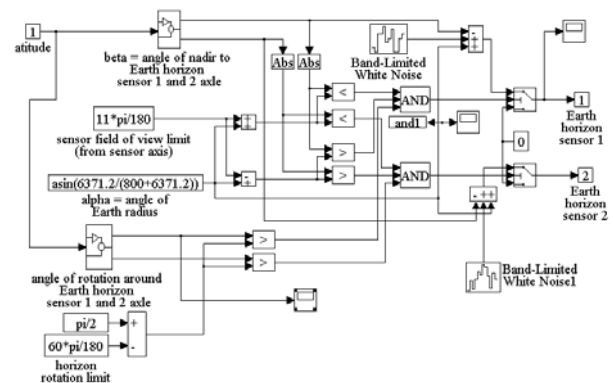 1
atitude
beta = angle of nadir to
Earth horizon
sensor 1 and 2 axle
Abs
Abs
Band-Limited
White Noise
-
+
+
11*pi/180
sensor field of view limit
(from sensor axis)
asin(6371.2/(800+6371.2))
alpha = angle of
Earth radius
<
<
>
>
AND
and1
AND
0
1
Earth
horizon
sensor 1
2
Earth
horizon
sensor 2
- ++
Band-Limited
White Noise1
>
>
angle of rotation around
Earth horizon
sensor 1 and 2 axle
pi/2
+
60*pi/180
-
horizon
rotation limit